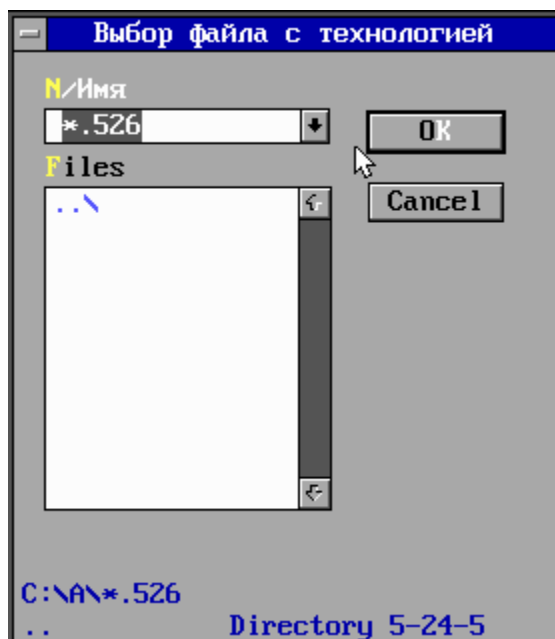 Выбор файла с технологией
N/Имя
*.526
OK
Files
..\
Cancel
C:\A\*.526
.. Directory 5-24-5